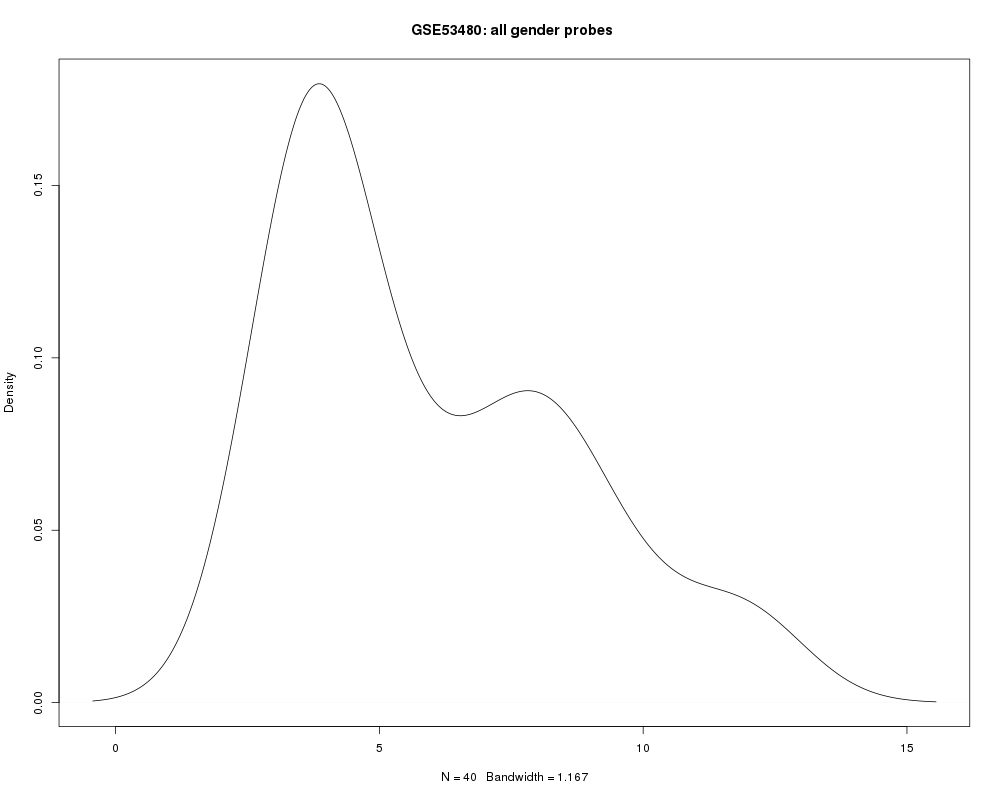 GSE53480: all gender probes
Density
0.15
0.10
0.05
0.00
0 5 10 15
N = 40 Bandwidth = 1.167